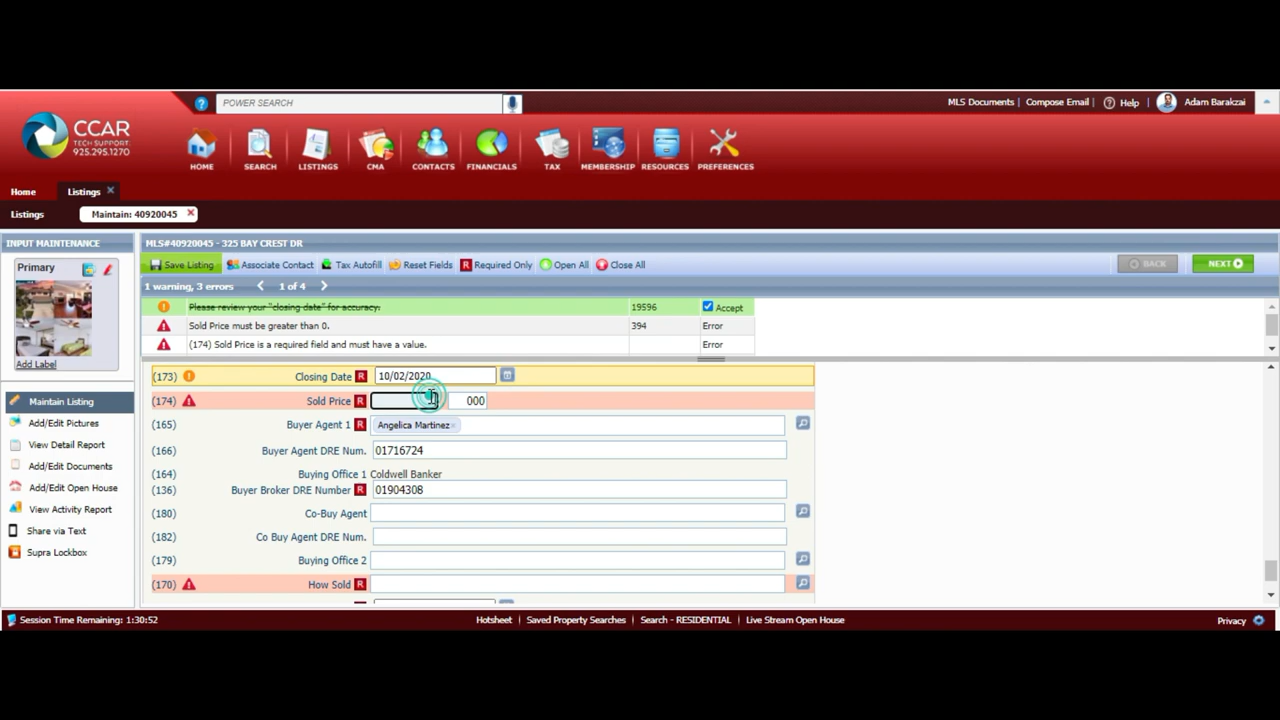 POWER SEARCH
MLS Documents | Compose Email | Help | Adam Barakzai
CCAR
TECH SUPPORT:
925.295.1270
HOME SEARCH LISTINGS CMA CONTACTS FINANCIALS TAX MEMBERSHIP RESOURCES PREFERENCES
Home Listings
Listings Maintain: 40920045
INPUT MAINTENANCE
MLS#40920045 - 325 BAY CREST DR
Primary
Add Label
Save Listing Associate Contact Tax Autofill Reset Fields R Required Only Open All Close All BACK NEXT
1 warning, 3 errors 1 of 4
Please review your "closing date" for accuracy. 19596 Accept
Sold Price must be greater than 0. 394 Error
(174) Sold Price is a required field and must have a value. Error
Maintain Listing
Add/Edit Pictures
View Detail Report
Add/Edit Documents
Add/Edit Open House
View Activity Report
Share via Text
Supra Lockbox
(173) Closing Date R 10/02/2020
(174) Sold Price R 000
(165) Buyer Agent 1 R Angelica Martinez
(166) Buyer Agent DRE Num. 01716724
(164) Buying Office 1 Coldwell Banker
(136) Buyer Broker DRE Number R 01904308
(180) Co-Buy Agent
(182) Co Buy Agent DRE Num.
(179) Buying Office 2
(170) How Sold R
Session Time Remaining: 1:30:52 Hotsheet | Saved Property Searches | Search - RESIDENTIAL | Live Stream Open House Privacy